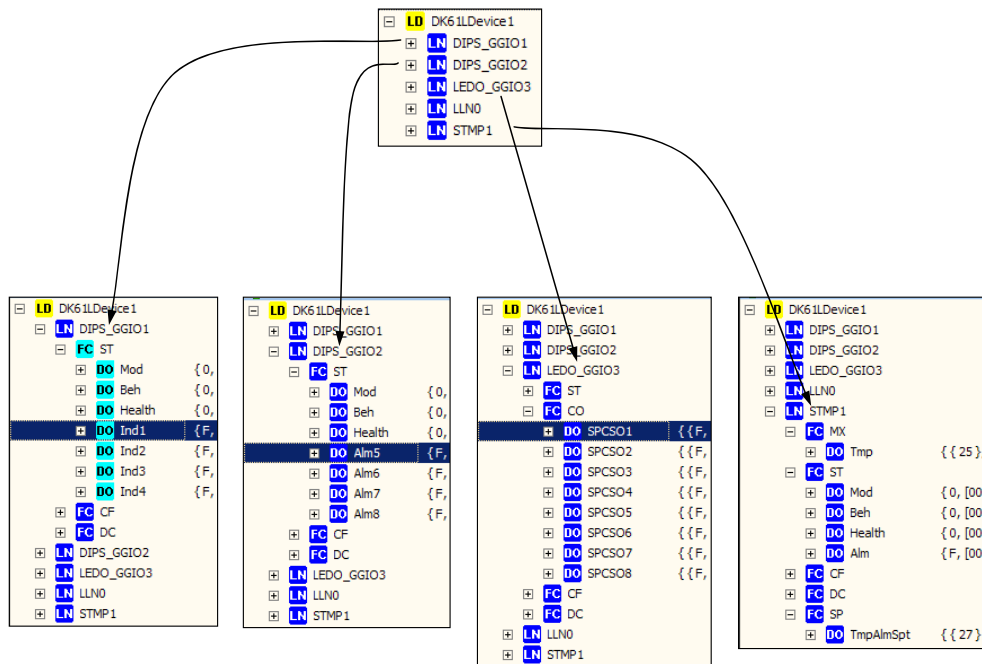 LD DK61LDevice1
LN DIPS_GGIO1
LN DIPS_GGIO2
LN LEDO_GGIO3
LN LLN0
LN STMP1
LD DK61LDevice1
LN DIPS_GGIO1
FC ST
DO Mod {0,
DO Beh {0,
DO Health {0,
DO Ind1 {F,
DO Ind2 {F,
DO Ind3 {F,
DO Ind4 {F,
FC CF
FC DC
LN DIPS_GGIO2
LN LEDO_GGIO3
LN LLN0
LN STMP1
LD DK61LDevice1
LN DIPS_GGIO1
LN DIPS_GGIO2
FC ST
DO Mod {0,
DO Beh {0,
DO Health {0,
DO Alm5 {F,
DO Alm6 {F,
DO Alm7 {F,
DO Alm8 {F,
FC CF
FC DC
LN LEDO_GGIO3
LN LLN0
LN STMP1
LD DK61LDevice1
LN DIPS_GGIO1
LN DIPS_GGIO2
LN LEDO_GGIO3
FC ST
FC CO
DO SPCSO1 {{F,
DO SPCSO2 {{F,
DO SPCSO3 {{F,
DO SPCSO4 {{F,
DO SPCSO5 {{F,
DO SPCSO6 {{F,
DO SPCSO7 {{F,
DO SPCSO8 {{F,
FC CF
FC DC
LN LLN0
LN STMP1
LD DK61LDevice1
LN DIPS_GGIO1
LN DIPS_GGIO2
LN LEDO_GGIO3
LN LLN0
LN STMP1
FC MX
DO Tmp {{25}
FC ST
DO Mod {0, [00
DO Beh {0, [00
DO Health {0, [00
DO Alm {F, [00
FC CF
FC DC
FC SP
DO TmpAlmSpt {{27}